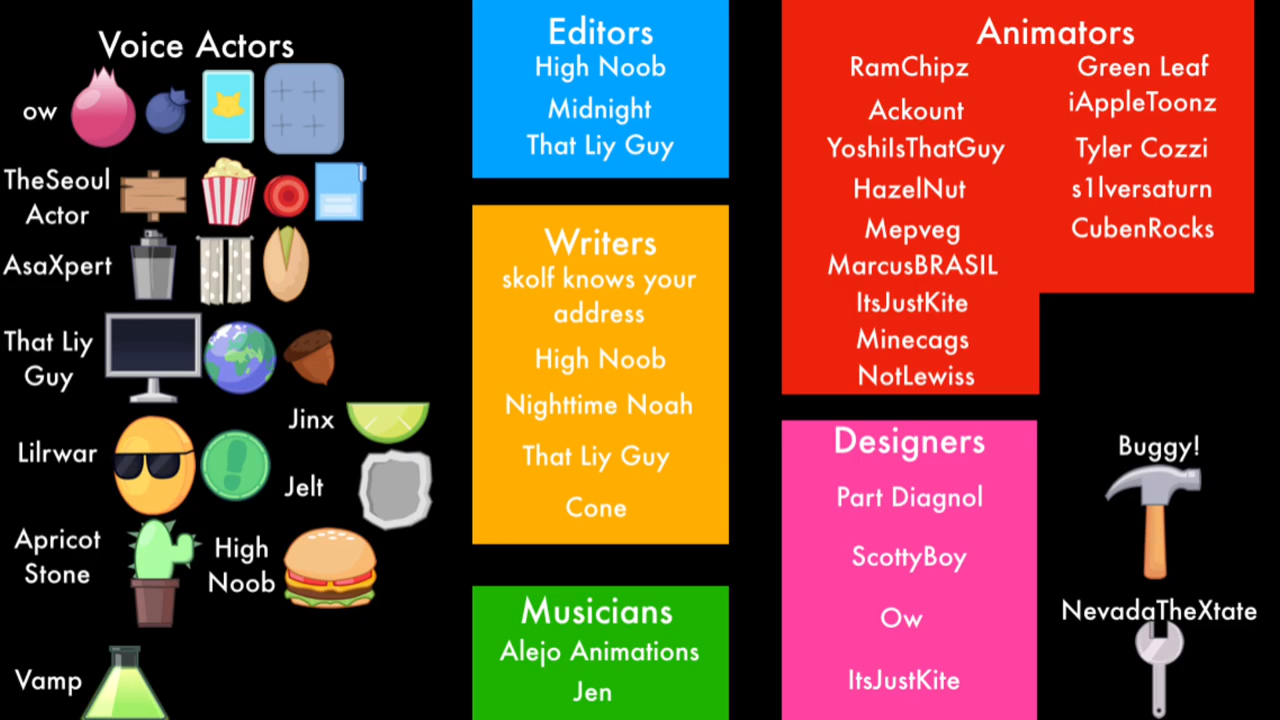 Voice Actors
ow
TheSeoul
Actor
AsaXpert
That Liy
Guy
Jinx
Lilrwar
Jelt
Apricot
Stone
High
Noob
Vamp
Editors
High Noob
Midnight
That Liy Guy
Writers
skolf knows your
address
High Noob
Nighttime Noah
That Liy Guy
Cone
Musicians
Alejo Animations
Jen
Animators
RamChipz
Ackount
YoshiIsThatGuy
HazelNut
Mepveg
MarcusBRASIL
ItsJustKite
Minecags
NotLewiss
Green Leaf
iAppleToonz
Tyler Cozzi
s1lversaturn
CubenRocks
Designers
Part Diagnol
ScottyBoy
Ow
ItsJustKite
Buggy!
NevadaTheXtate